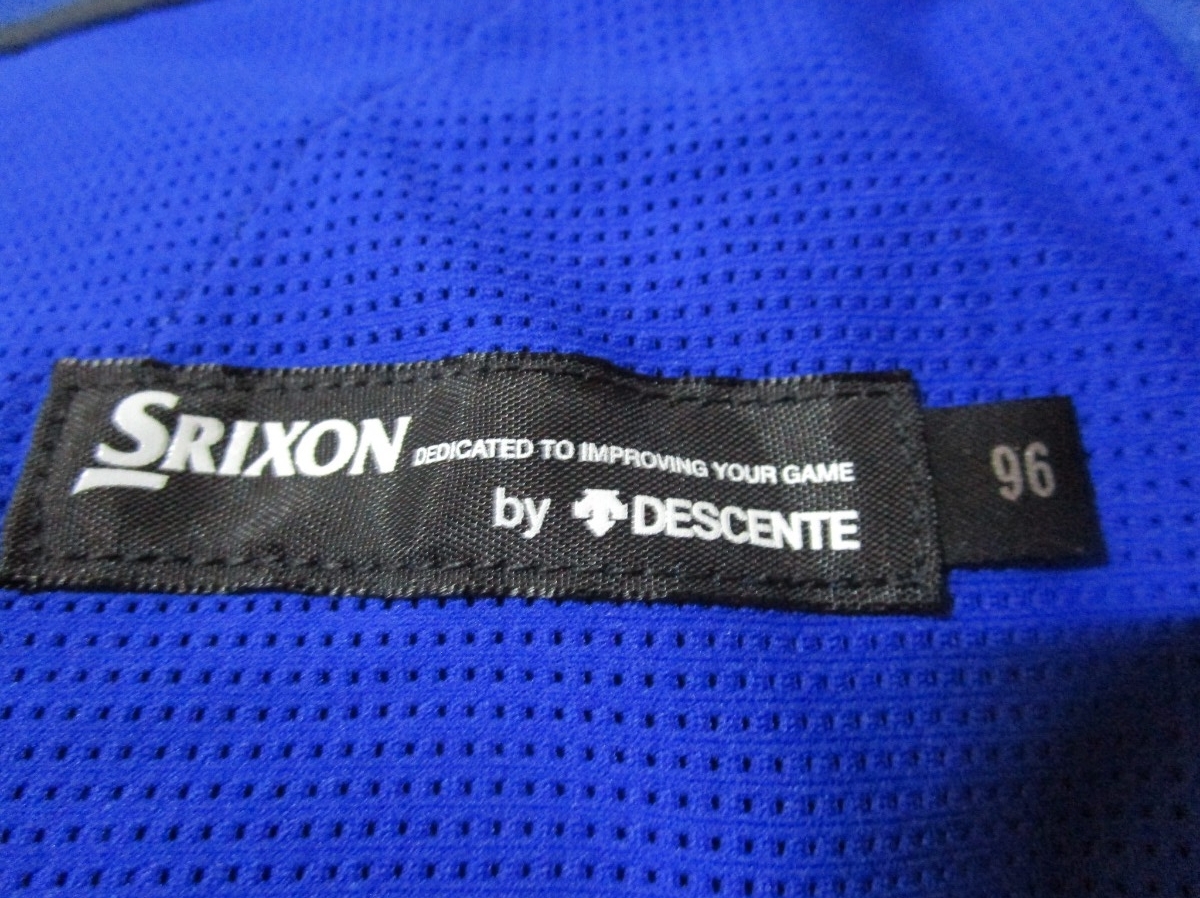 SRIXON DEDICATED TO IMPROVING YOUR GAME
by DESCENTE
96